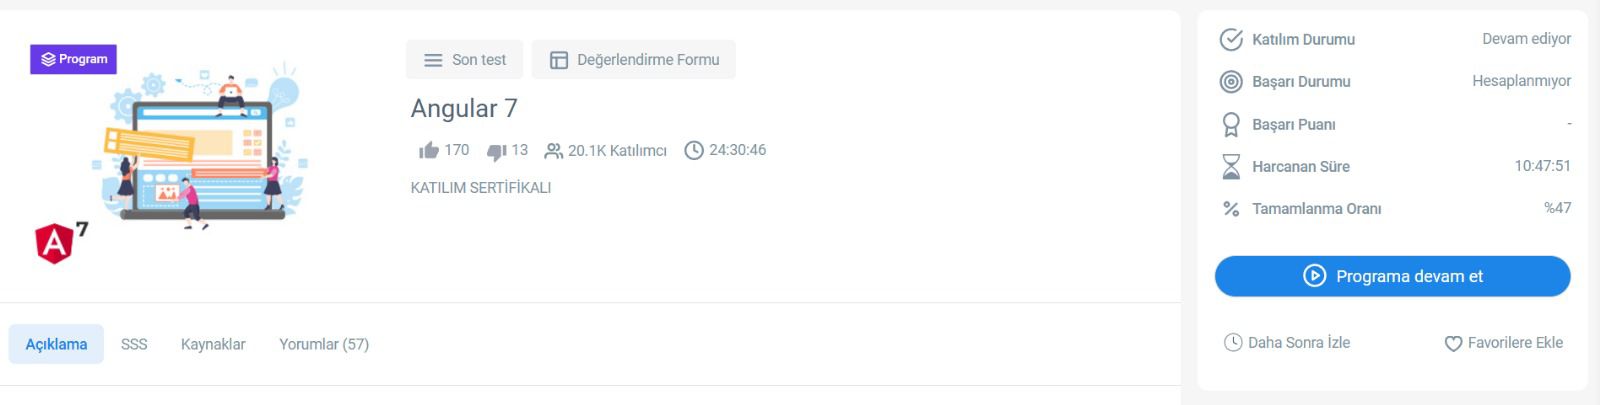 Program
Son test
Değerlendirme Formu
Angular 7
170 13 20.1K Katılımcı 24:30:46
KATILIM SERTİFİKALI
A 7
Açıklama SSS Kaynaklar Yorumlar (57)
Katılım Durumu Devam ediyor
Başarı Durumu Hesaplanmıyor
Başarı Puanı -
Harcanan Süre 10:47:51
Tamamlanma Oranı %47
Programa devam et
Daha Sonra İzle Favorilere Ekle